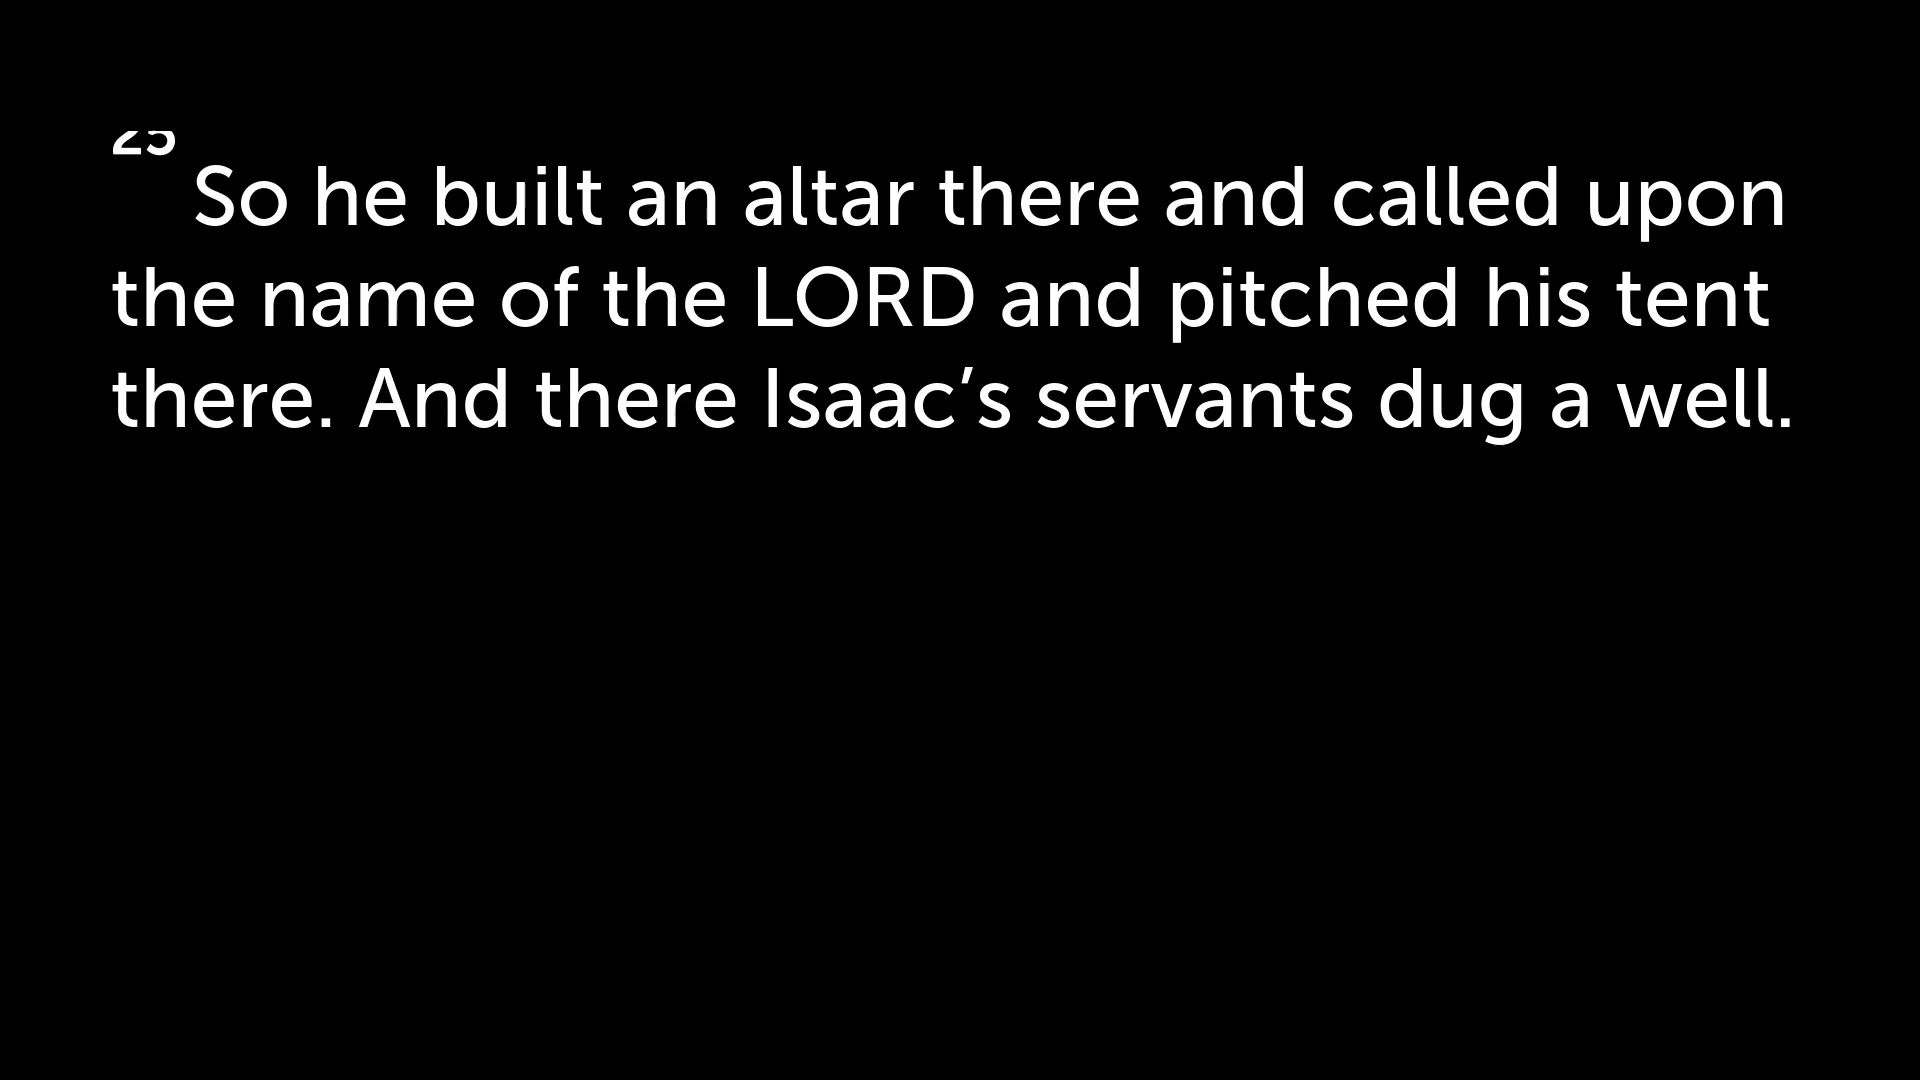 25
So he built an altar there and called upon
the name of the LORD and pitched his tent
there. And there Isaac’s servants dug a well.